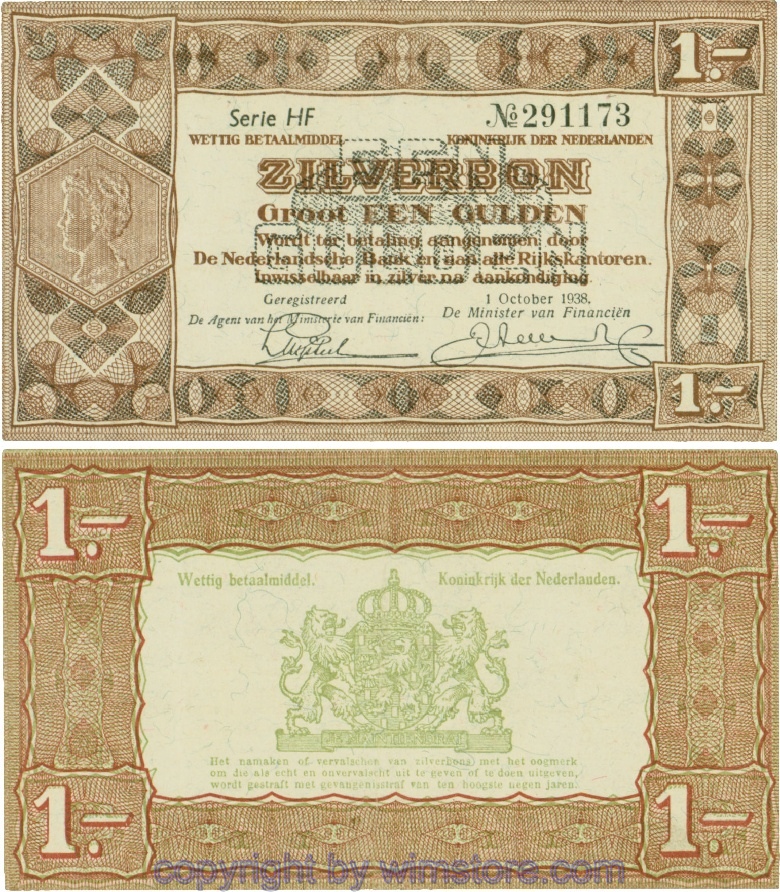 1.-
Serie HF № 291173
WETTIG BETAALMIDDEL KONINKRIJK DER NEDERLANDEN
EEN GULDEN
ZILVERBON
Groot EEN GULDEN
Wordt ter betaling aangenomen door
De Nederlandsche Bank en aan alle Rijkskantoren.
Inwisselbaar in zilver na aankondiging.
Geregistreerd 1 October 1938.
De Agent van het Ministerie van Financiën: De Minister van Financiën
1.-
1.- 1.-
Wettig betaalmiddel. Koninkrijk der Nederlanden.
JE MAINTIENDRAI
Het namaken of vervalschen van zilverbons met het oogmerk
om die als echt en onvervalscht uit te geven of te doen uitgeven,
wordt gestraft met gevangenisstraf van ten hoogste negen jaren.
1.- 1.-
copyright by wimstore.com